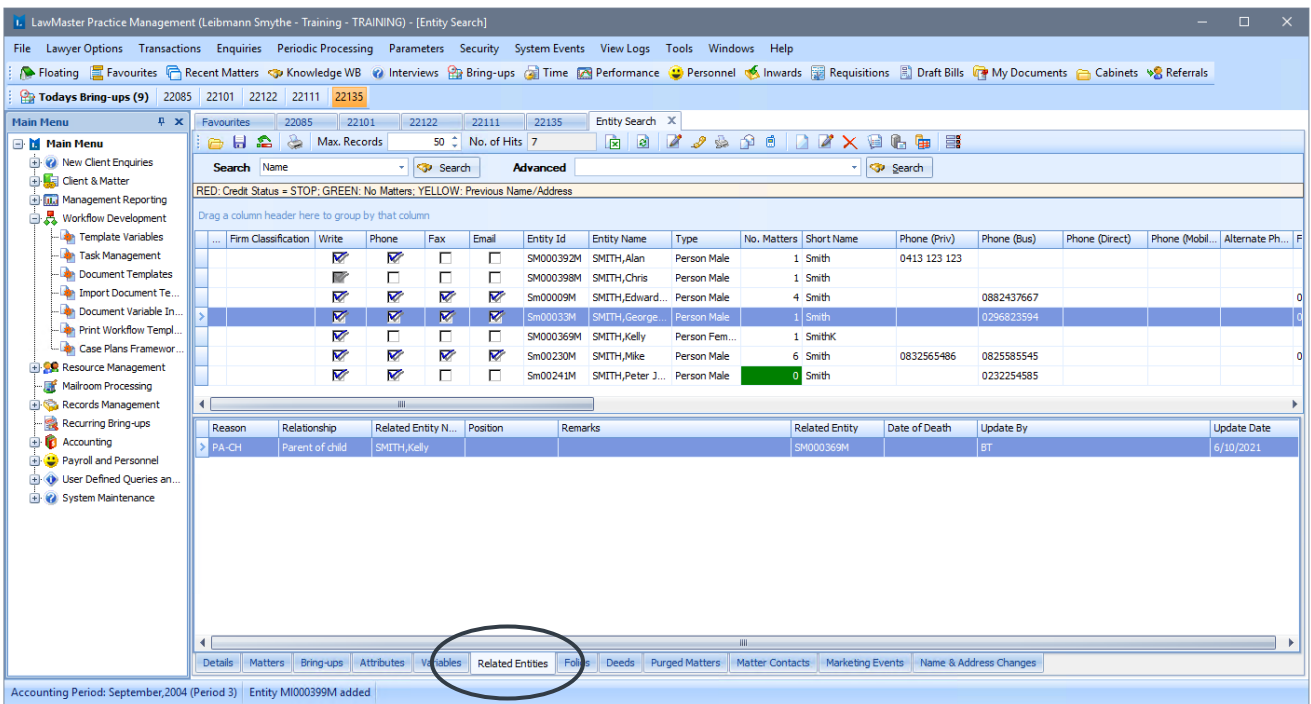 LawMaster Practice Management (Leibmann Smythe - Training - TRAINING) - [Entity Search]
File Lawyer Options Transactions Enquiries Periodic Processing Parameters Security System Events View Logs Tools Windows Help
Floating Favourites Recent Matters Knowledge WB Interviews Bring-ups Time Performance Personnel Inwards Requisitions Draft Bills My Documents Cabinets Referrals
Todays Bring-ups (9) 22085 22101 22122 22111 22135
Main Menu
Main Menu
New Client Enquiries
Client & Matter
Management Reporting
Workflow Development
Template Variables
Task Management
Document Templates
Import Document Te...
Document Variable In...
Print Workflow Templ...
Case Plans Framewor...
Resource Management
Mailroom Processing
Records Management
Recurring Bring-ups
Accounting
Payroll and Personnel
User Defined Queries an...
System Maintenance
Favourites 22085 22101 22122 22111 22135 Entity Search X
Max. Records 50 No. of Hits 7
Search Name Search Advanced Search
RED: Credit Status = STOP; GREEN: No Matters; YELLOW: Previous Name/Address
Drag a column header here to group by that column
... Firm Classification Write Phone Fax Email Entity Id Entity Name Type No. Matters Short Name Phone (Priv) Phone (Bus) Phone (Direct) Phone (Mobil... Alternate Ph... F
SM000392M SMITH,Alan Person Male 1 Smith 0413 123 123
SM000398M SMITH,Chris Person Male 1 Smith
Sm00009M SMITH,Edward... Person Male 4 Smith 0882437667 0
Sm00033M SMITH,George... Person Male 1 Smith 0296823594 0
SM000369M SMITH,Kelly Person Fem... 1 SmithK
Sm00230M SMITH,Mike Person Male 6 Smith 0832565486 0825585545 0
Sm00241M SMITH,Peter J... Person Male 0 Smith 0232254585
Reason Relationship Related Entity N... Position Remarks Related Entity Date of Death Update By Update Date
PA-CH Parent of child SMITH,Kelly SM000369M BT 6/10/2021
Details Matters Bring-ups Attributes Variables Related Entities Folios Deeds Purged Matters Matter Contacts Marketing Events Name & Address Changes
Accounting Period: September,2004 (Period 3) Entity MI000399M added